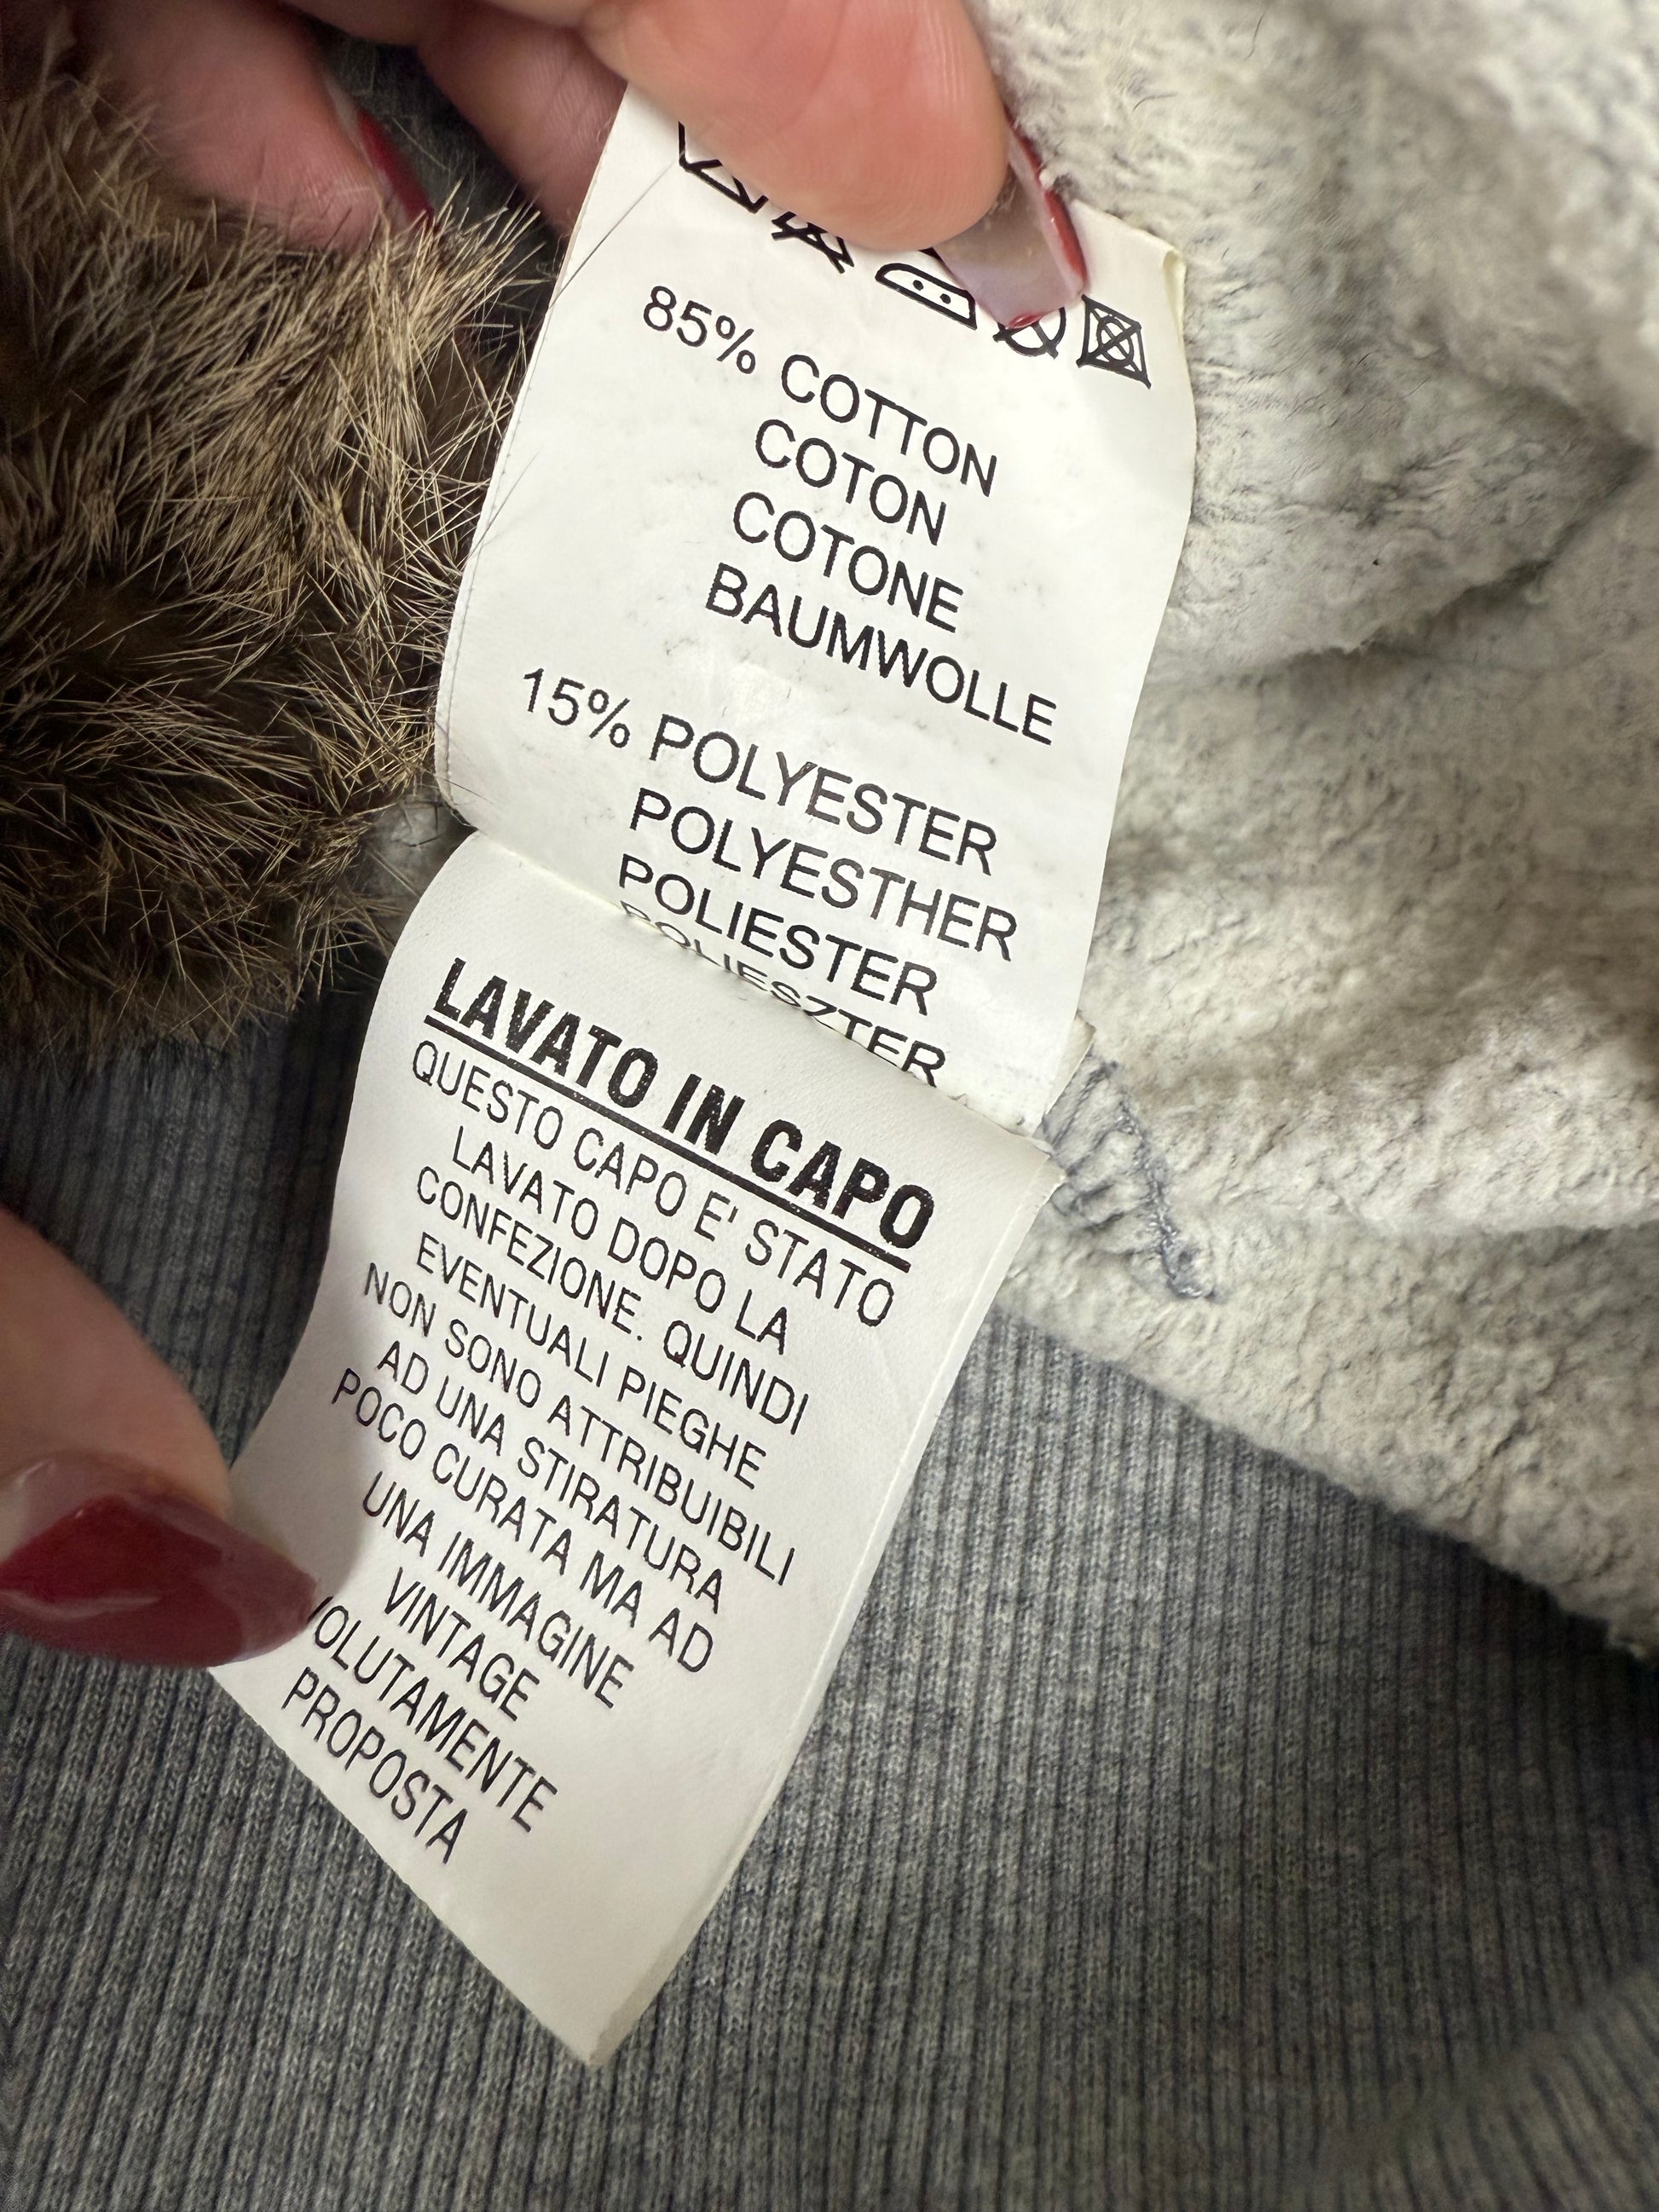 85% COTTON
COTON
COTONE
BAUMWOLLE
15% POLYESTER
POLYESTHER
POLIESTER
POLIESZTER
LAVATO IN CAPO
QUESTO CAPO E' STATO
LAVATO DOPO LA
CONFEZIONE. QUINDI
EVENTUALI PIEGHE
NON SONO ATTRIBUIBILI
AD UNA STIRATURA
POCO CURATA MA AD
UNA IMMAGINE
VINTAGE
VOLUTAMENTE
PROPOSTA